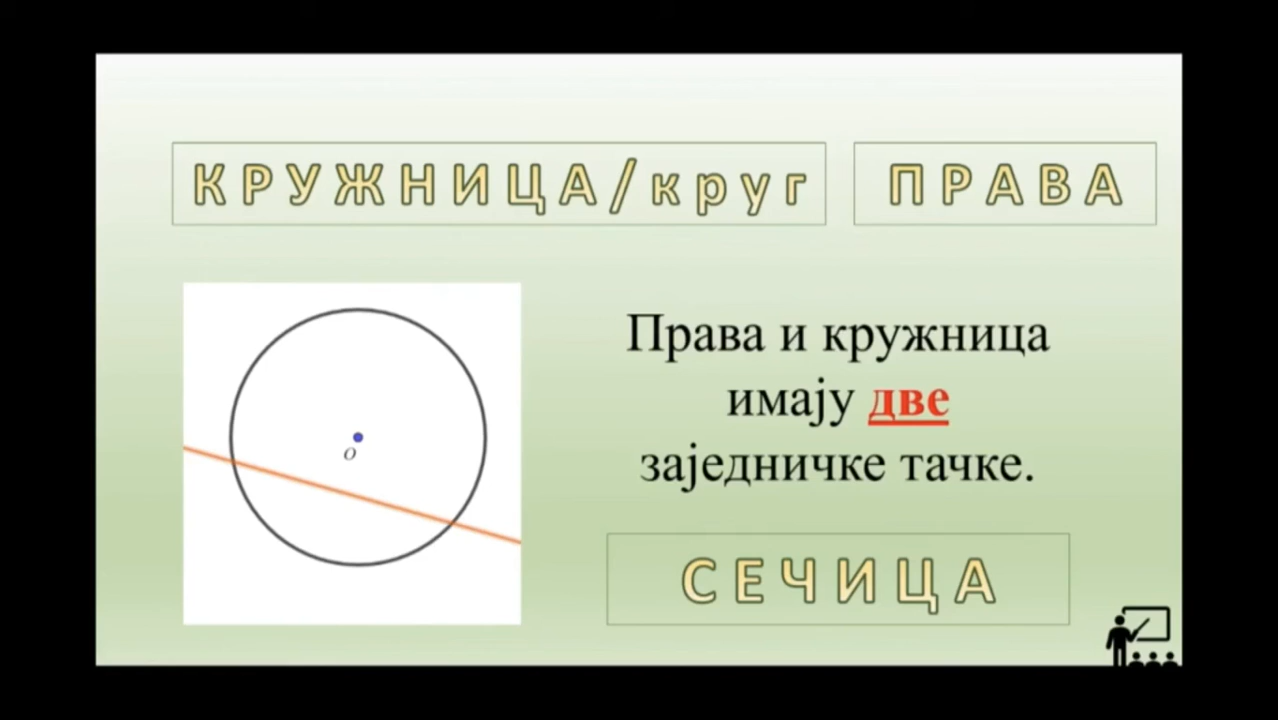 КРУЖНИЦА/круг
ПРАВА
o
Права и кружница
имају две
заједничке тачке.
СЕЧИЦА